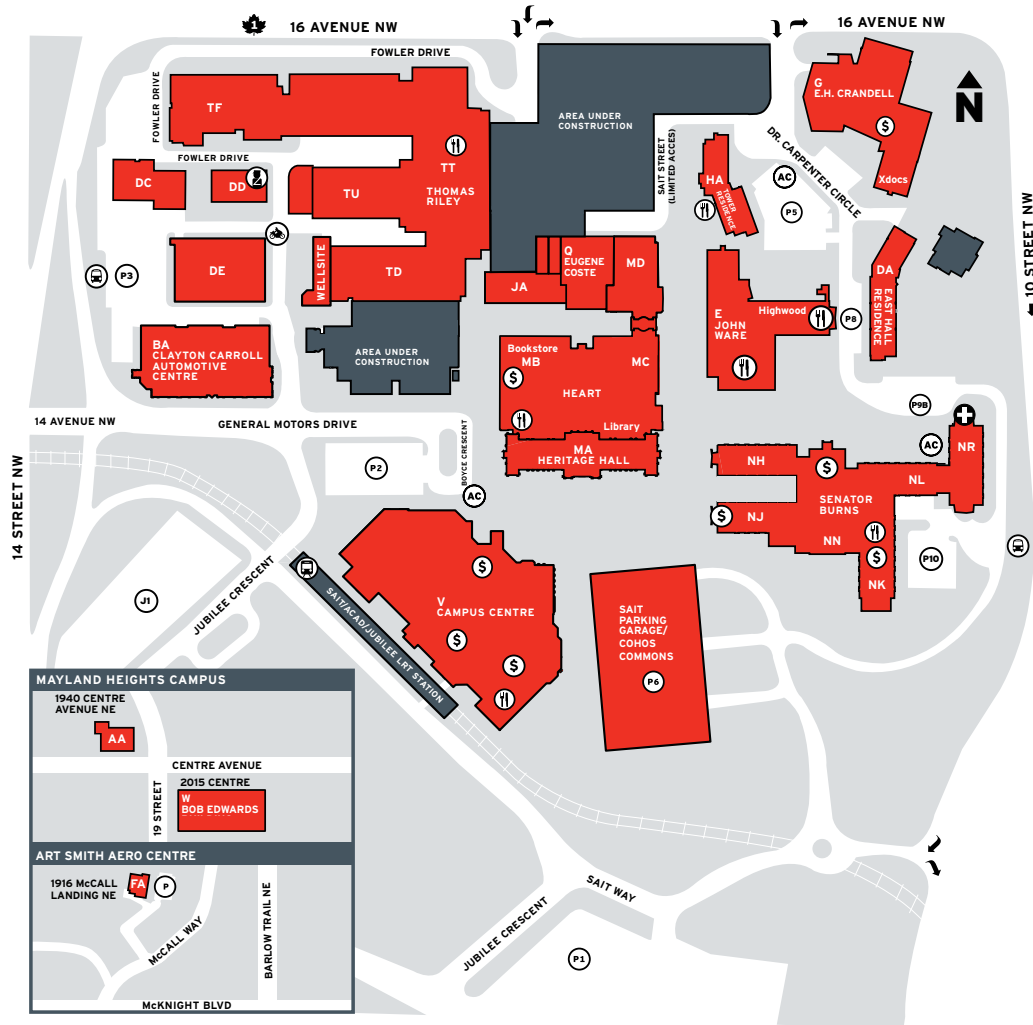 1
16 AVENUE NW
16 AVENUE NW
FOWLER DRIVE
FOWLER DRIVE
TF
TT
THOMAS
RILEY
FOWLER DRIVE
DC
DD
TU
AREA UNDER
CONSTRUCTION
SAIT STREET
(LIMITED ACCES)
G
E.H. CRANDELL
$
Xdocs
N
DR. CARPENTER CIRCLE
HA
TOWER
RESIDENCE
AC
P5
10 STREET NW
P3
DE
WELLSITE
TD
JA
Q
EUGENE
COSTE
MD
E
JOHN
WARE
Highwood
P8
DA
EAST HALL
RESIDENCE
BA
CLAYTON CARROLL
AUTOMOTIVE
CENTRE
AREA UNDER
CONSTRUCTION
Bookstore
MB
MC
$
HEART
Library
MA
HERITAGE HALL
14 AVENUE NW
GENERAL MOTORS DRIVE
BOYCE CRESCENT
P2
AC
14 STREET NW
P9B
AC
NR
NH
$
NL
SENATOR
BURNS
$
NJ
NN
$
NK
P10
J1
JUBILEE CRESCENT
SAIT/ACAD/JUBILEE LRT STATION
$
V
CAMPUS CENTRE
$
$
SAIT
PARKING
GARAGE/
COHOS
COMMONS
P6
MAYLAND HEIGHTS CAMPUS
1940 CENTRE
AVENUE NE
AA
CENTRE AVENUE
19 STREET
2015 CENTRE
W
BOB EDWARDS
ART SMITH AERO CENTRE
1916 McCALL
LANDING NE
FA
P
McCALL WAY
BARLOW TRAIL NE
McKNIGHT BLVD
SAIT WAY
JUBILEE CRESCENT
P1